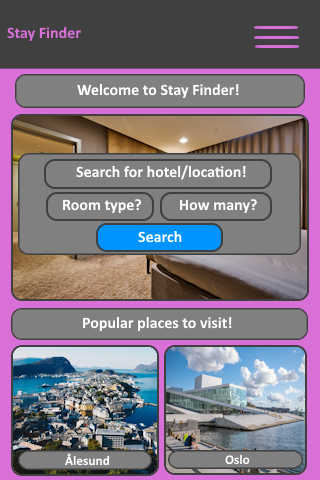 Stay Finder
Welcome to Stay Finder!
Search for hotel/location!
Room type?
How many?
Search
Popular places to visit!
Ålesund
Oslo